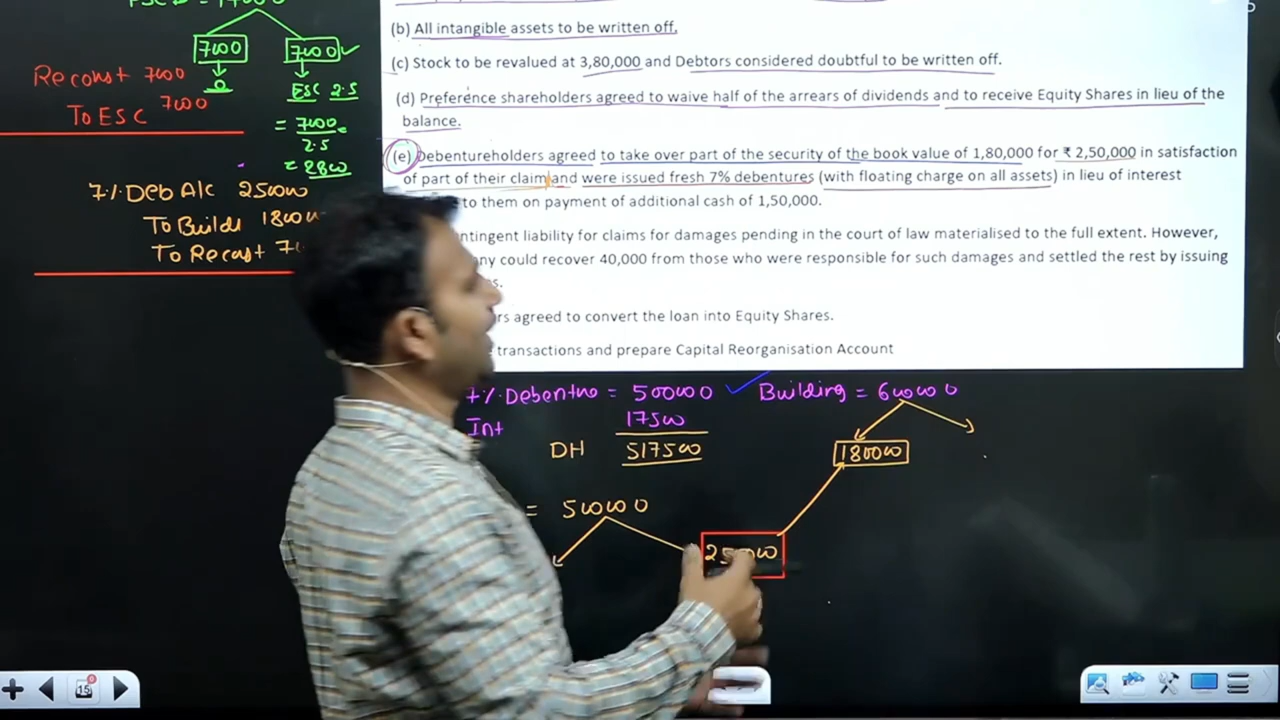 = 17000
7000 7000
0 ESC 2.5
Reconst 7000
To ESC 7000
= 7000
2.5
= 2800
7% Deb A/c 250000
To Builds 18000
To Reconst 7
(b) All intangible assets to be written off.
(c) Stock to be revalued at 3,80,000 and Debtors considered doubtful to be written off.
(d) Preference shareholders agreed to waive half of the arrears of dividends and to receive Equity Shares in lieu of the
balance.
(e) Debentureholders agreed to take over part of the security of the book value of 1,80,000 for ₹ 2,50,000 in satisfaction
of part of their claim and were issued fresh 7% debentures (with floating charge on all assets) in lieu of interest
to them on payment of additional cash of 1,50,000.
ntingent liability for claims for damages pending in the court of law materialised to the full extent. However,
ny could recover 40,000 from those who were responsible for such damages and settled the rest by issuing
s.
rs agreed to convert the loan into Equity Shares.
transactions and prepare Capital Reorganisation Account
7% Debenture = 500000 Building = 600000
Int 17500
DH 517500 180000
= 500000
15